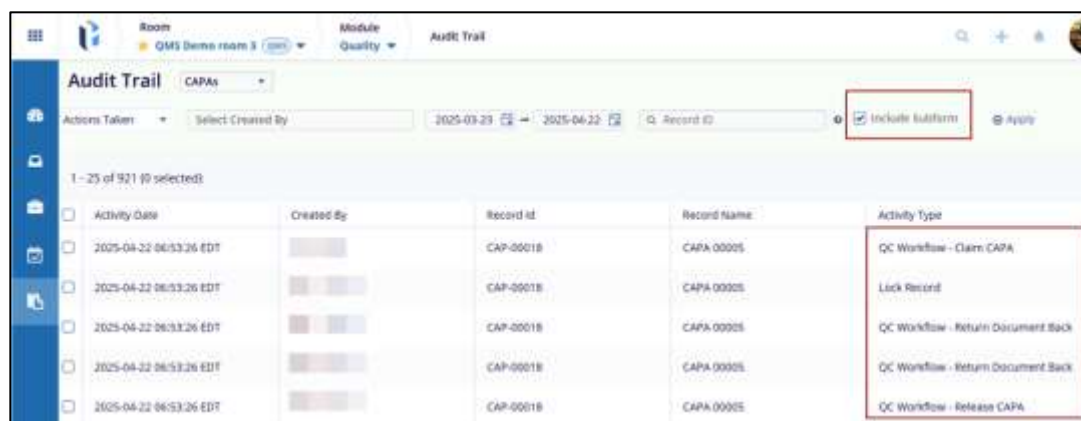 Room
QMS Demo room 3
Module
Quality
Audit Trail
Audit Trail CAPAs
Actions Taken Select Created By 2025-03-23 → 2025-04-22 Record ID Include Subform Apply
1 - 25 of 921 (0 selected)
Activity Date Created By Record Id Record Name Activity Type
2025-04-22 06:53:26 EDT CAP-00018 CAPA 00005 QC Workflow - Claim CAPA
2025-04-22 06:53:26 EDT CAP-00018 CAPA 00005 Lock Record
2025-04-22 06:53:26 EDT CAP-00018 CAPA 00005 QC Workflow - Return Document Back
2025-04-22 06:53:26 EDT CAP-00018 CAPA 00005 QC Workflow - Return Document Back
2025-04-22 06:53:26 EDT CAP-00018 CAPA 00005 QC Workflow - Release CAPA